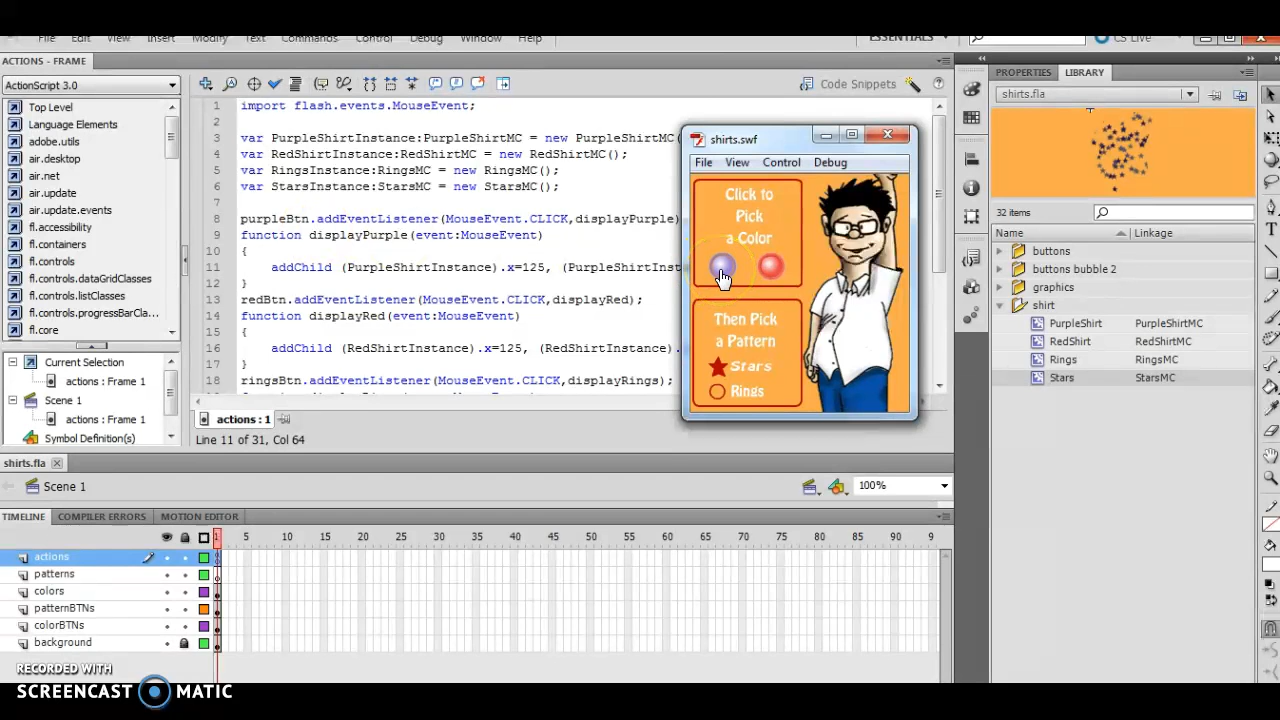 File Edit View Insert Modify Text Commands Control Debug Window Help
ESSENTIALS CS Live
ACTIONS - FRAME
ActionScript 3.0
Code Snippets
Top Level
Language Elements
adobe.utils
air.desktop
air.net
air.update
air.update.events
fl.accessibility
fl.containers
fl.controls
fl.controls.dataGridClasses
fl.controls.listClasses
fl.controls.progressBarCla...
fl.core
Current Selection
actions : Frame 1
Scene 1
actions : Frame 1
Symbol Definition(s)
1 import flash.events.MouseEvent;
2
3 var PurpleShirtInstance:PurpleShirtMC = new PurpleShirtMC(
4 var RedShirtInstance:RedShirtMC = new RedShirtMC();
5 var RingsInstance:RingsMC = new RingsMC();
6 var StarsInstance:StarsMC = new StarsMC();
7
8 purpleBtn.addEventListener(MouseEvent.CLICK,displayPurple)
9 function displayPurple(event:MouseEvent)
10 {
11 addChild (PurpleShirtInstance).x=125, (PurpleShirtInst
12 }
13 redBtn.addEventListener(MouseEvent.CLICK,displayRed);
14 function displayRed(event:MouseEvent)
15 {
16 addChild (RedShirtInstance).x=125, (RedShirtInstance).
17 }
18 ringsBtn.addEventListener(MouseEvent.CLICK,displayRings);
actions : 1
Line 11 of 31, Col 64
shirts.swf
File View Control Debug
Click to
Pick
a Color
Then Pick
a Pattern
Stars
Rings
PROPERTIES LIBRARY
shirts.fla
32 items
Name Linkage
buttons
buttons bubble 2
graphics
shirt
PurpleShirt PurpleShirtMC
RedShirt RedShirtMC
Rings RingsMC
Stars StarsMC
shirts.fla
Scene 1
100%
TIMELINE COMPILER ERRORS MOTION EDITOR
1 5 10 15 20 25 30 35 40 45 50 55 60 65 70 75 80 85 90 9
actions
patterns
colors
patternBTNs
colorBTNs
background
RECORDED WITH
SCREENCAST MATIC